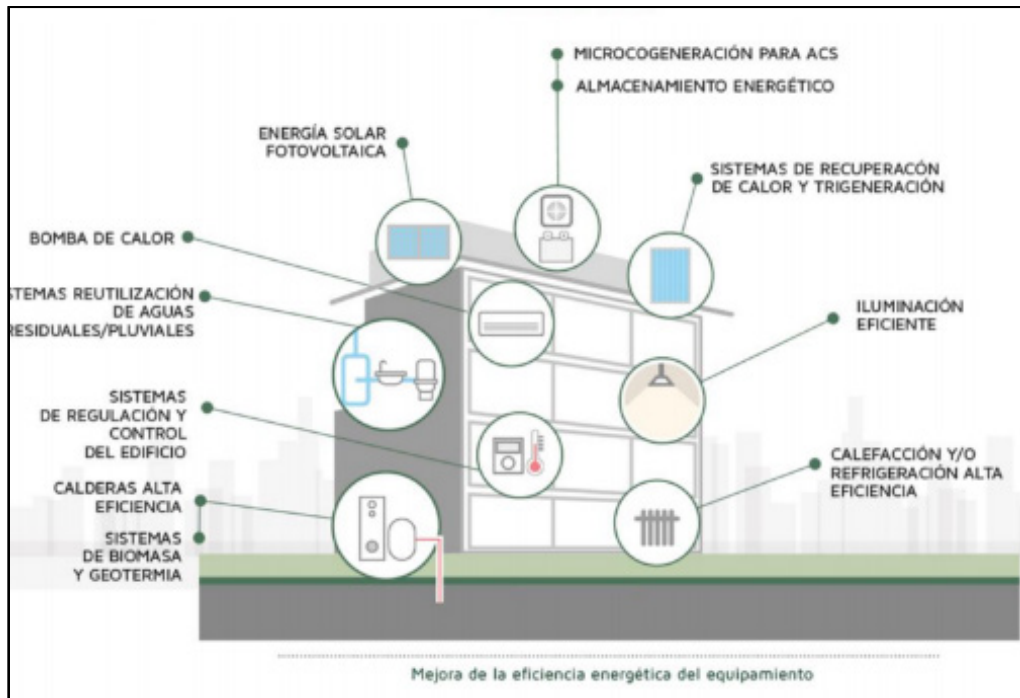 MICROCOGENERACIÓN PARA ACS
ALMACENAMIENTO ENERGÉTICO
ENERGÍA SOLAR
FOTOVOLTAICA
SISTEMAS DE RECUPERACÓN
DE CALOR Y TRIGENERACIÓN
BOMBA DE CALOR
STEMAS REUTILIZACIÓN
DE AGUAS
RESIDUALES/PLUVIALES
ILUMINACIÓN
EFICIENTE
SISTEMAS
DE REGULACIÓN Y
CONTROL
DEL EDIFICIO
CALEFACCIÓN Y/O
REFRIGERACIÓN ALTA
EFICIENCIA
CALDERAS ALTA
EFICIENCIA
SISTEMAS
DE BIOMASA
Y GEOTERMIA
Mejora de la eficiencia energética del equipamiento